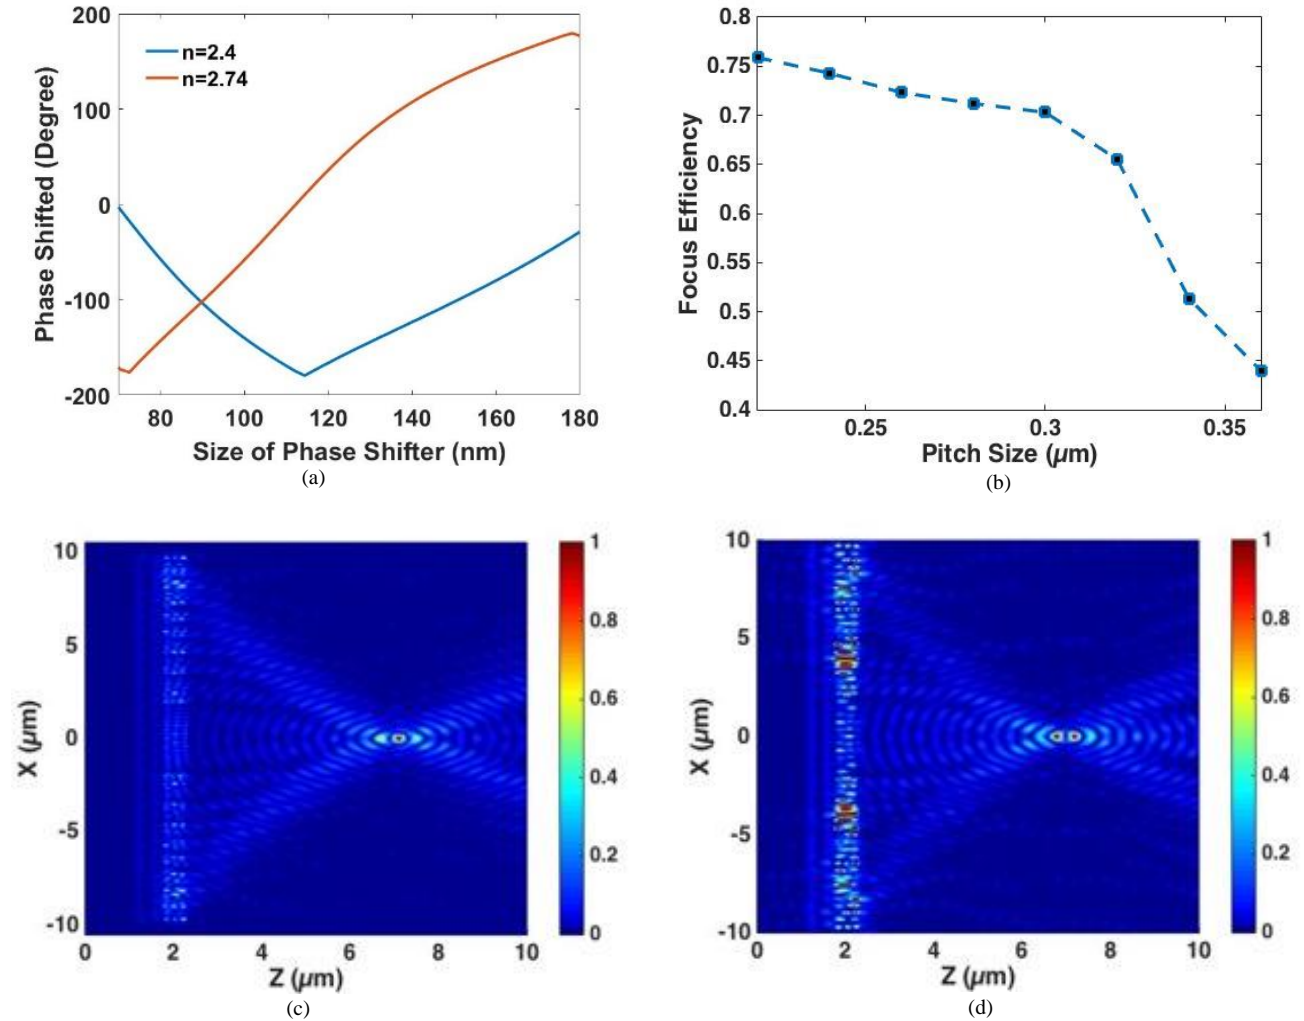 200
100
0
-100
-200
Phase Shifted (Degree)
n=2.4
n=2.74
80 100 120 140 160 180
Size of Phase Shifter (nm)
(a)
0.8
0.75
0.7
0.65
0.6
0.55
0.5
0.45
0.4
Focus Efficiency
0.25 0.3 0.35
Pitch Size (μm)
(b)
10
5
0
-5
-10
X (μm)
0 2 4 6 8 10
Z (μm)
1
0.8
0.6
0.4
0.2
0
(c)
10
5
0
-5
-10
X (μm)
0 2 4 6 8 10
Z (μm)
1
0.8
0.6
0.4
0.2
0
(d)